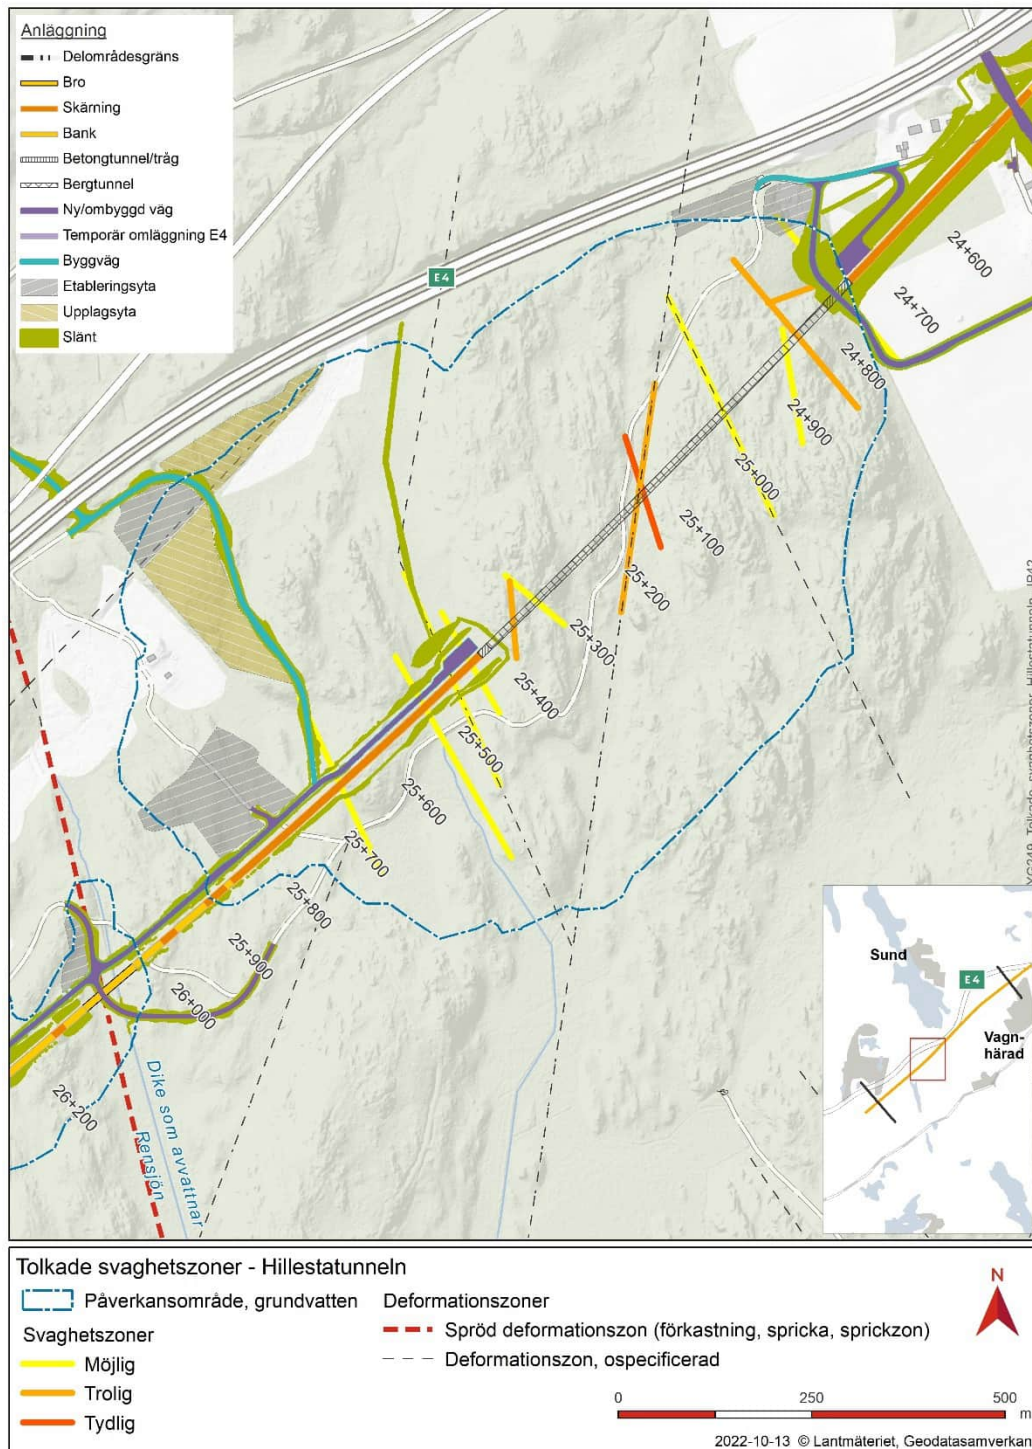 Anläggning
Delområdesgräns
Bro
Skärning
Bank
Betongtunnel/tråg
Bergtunnel
Ny/ombyggd väg
Temporär omläggning E4
Byggväg
Etableringsyta
Upplagsyta
Slänt
E4
24+600
24+700
24+800
24+900
25+000
25+100
25+200
25+300
25+400
25+500
25+600
25+700
25+800
25+900
26+000
26+200
Dike som avvattnar
Rensjön
Sund
E4
Vagn-
härad
Tolkade svaghetszoner - Hillestatunneln
Påverkansområde, grundvatten
Svaghetszoner
Möjlig
Trolig
Tydlig
Deformationszoner
Spröd deformationszon (förkastning, spricka, sprickzon)
Deformationszon, ospecificerad
N
0 250 500
m
2022-10-13 © Lantmäteriet, Geodatasamverkan